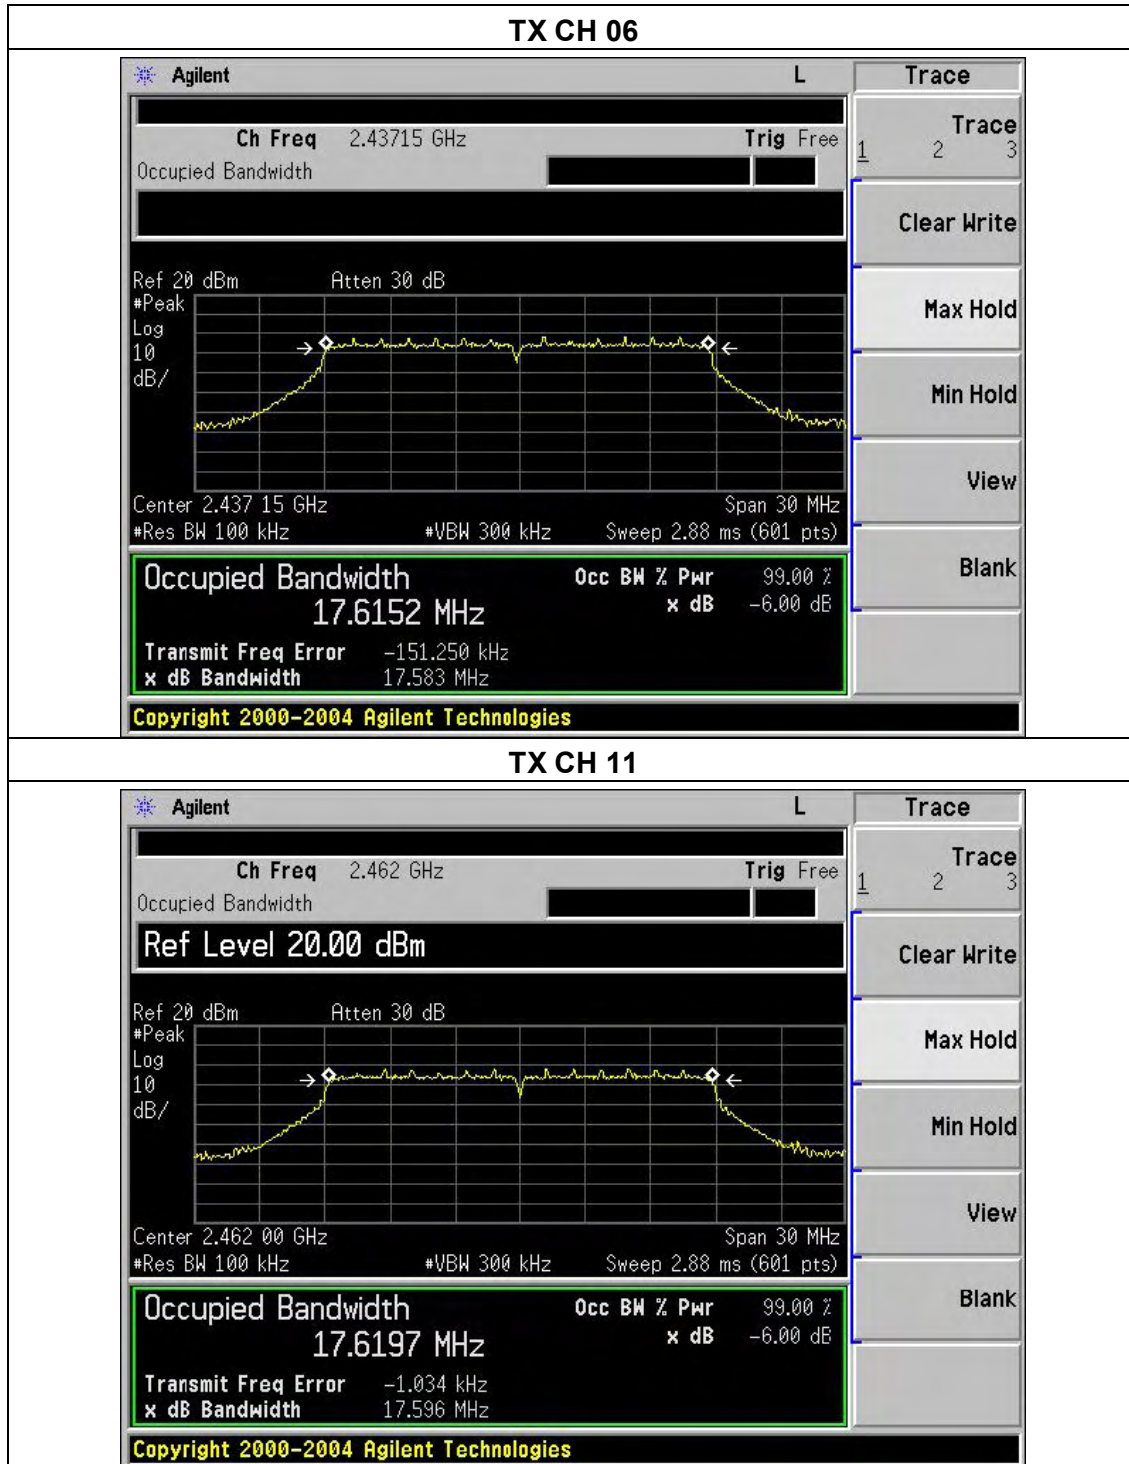 TX CH 06
Agilent L Trace
Ch Freq 2.43715 GHz Trig Free
Occupied Bandwidth
Trace
1 2 3
Clear Write
Ref 20 dBm Atten 30 dB
#Peak
Log
10
dB/
Max Hold
Min Hold
View
Center 2.437 15 GHz Span 30 MHz
#Res BW 100 kHz #VBW 300 kHz Sweep 2.88 ms (601 pts)
Blank
Occupied Bandwidth Occ BW % Pwr 99.00 %
17.6152 MHz x dB -6.00 dB
Transmit Freq Error -151.250 kHz
x dB Bandwidth 17.583 MHz
Copyright 2000-2004 Agilent Technologies
TX CH 11
Agilent L Trace
Ch Freq 2.462 GHz Trig Free
Occupied Bandwidth
Trace
1 2 3
Ref Level 20.00 dBm
Clear Write
Ref 20 dBm Atten 30 dB
#Peak
Log
10
dB/
Max Hold
Min Hold
View
Center 2.462 00 GHz Span 30 MHz
#Res BW 100 kHz #VBW 300 kHz Sweep 2.88 ms (601 pts)
Blank
Occupied Bandwidth Occ BW % Pwr 99.00 %
17.6197 MHz x dB -6.00 dB
Transmit Freq Error -1.034 kHz
x dB Bandwidth 17.596 MHz
Copyright 2000-2004 Agilent Technologies